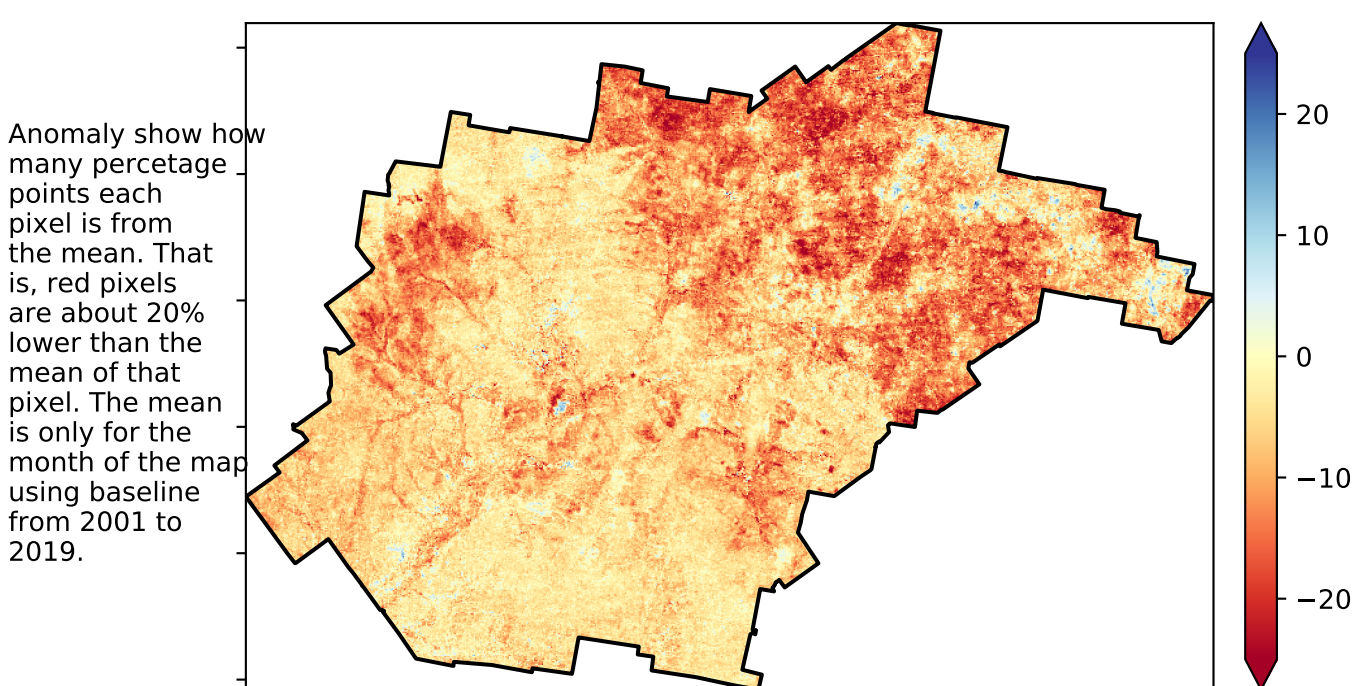 Anomaly show how
many percetage
points each
pixel is from
the mean. That
is, red pixels
are about 20%
lower than the
mean of that
pixel. The mean
is only for the
month of the map
using baseline
from 2001 to
2019.
20
10
0
−10
−20